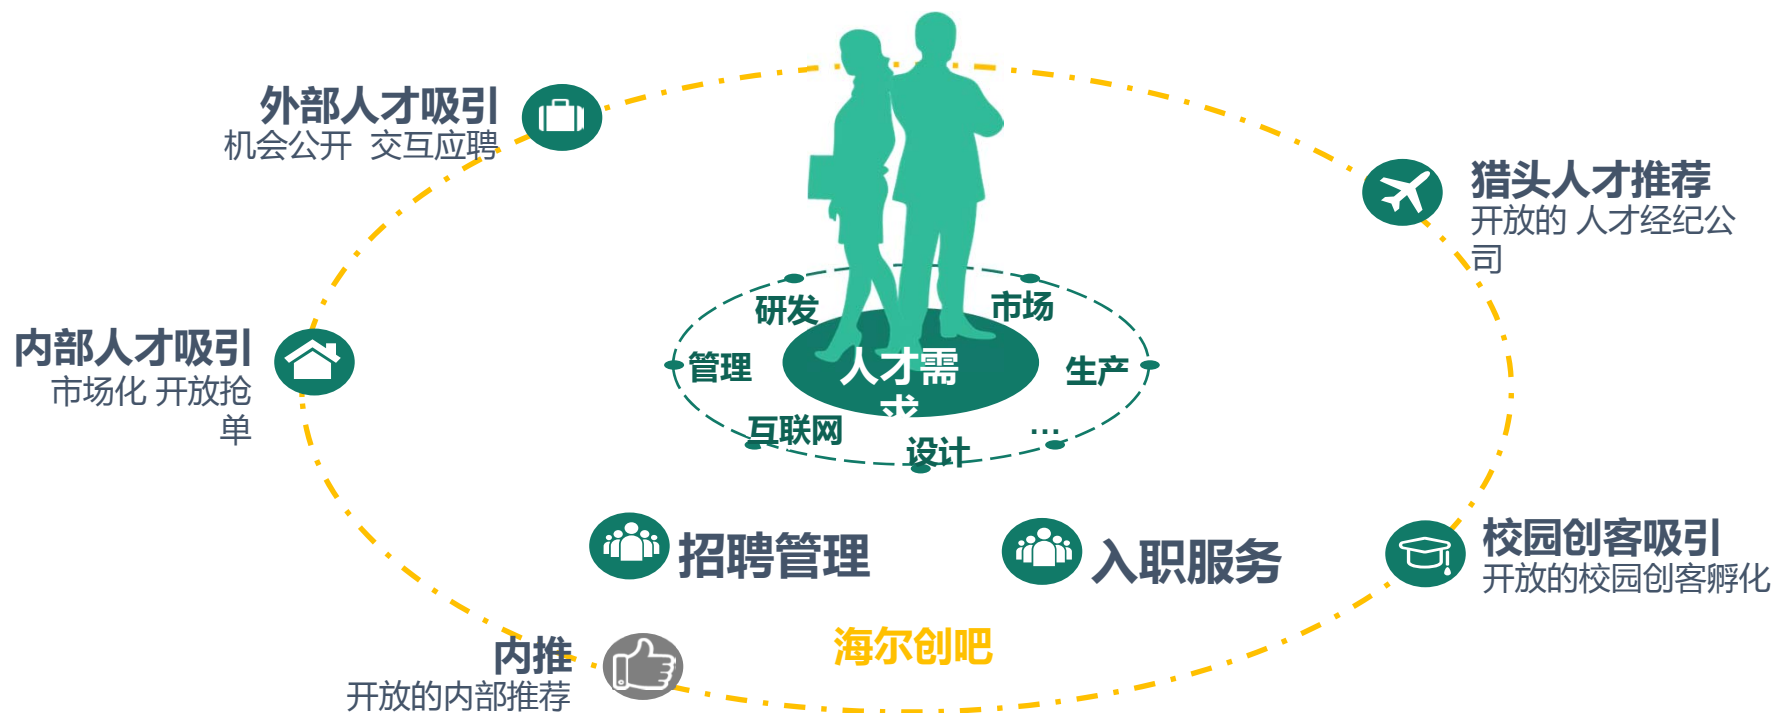 外部人才吸引
机会公开 交互应聘
猎头人才推荐
开放的 人才经纪公
司
研发
市场
内部人才吸引
市场化 开放抢
单
管理
人才需
求
生产
互联网
设计
...
招聘管理
入职服务
校园创客吸引
开放的校园创客孵化
海尔创吧
内推
开放的内部推荐